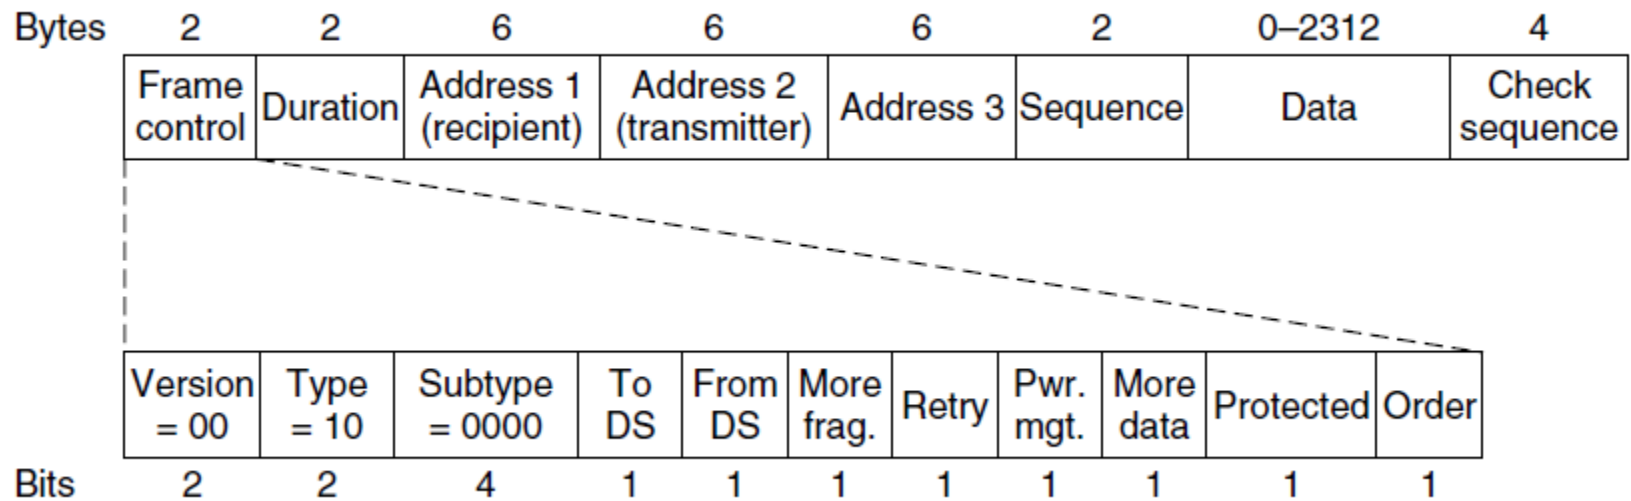 Bytes 2 2 6 6 6 2 0–2312 4
Frame control Duration Address 1 (recipient) Address 2 (transmitter) Address 3 Sequence Data Check sequence
Version = 00 Type = 10 Subtype = 0000 To DS From DS More frag. Retry Pwr. mgt. More data Protected Order
Bits 2 2 4 1 1 1 1 1 1 1 1